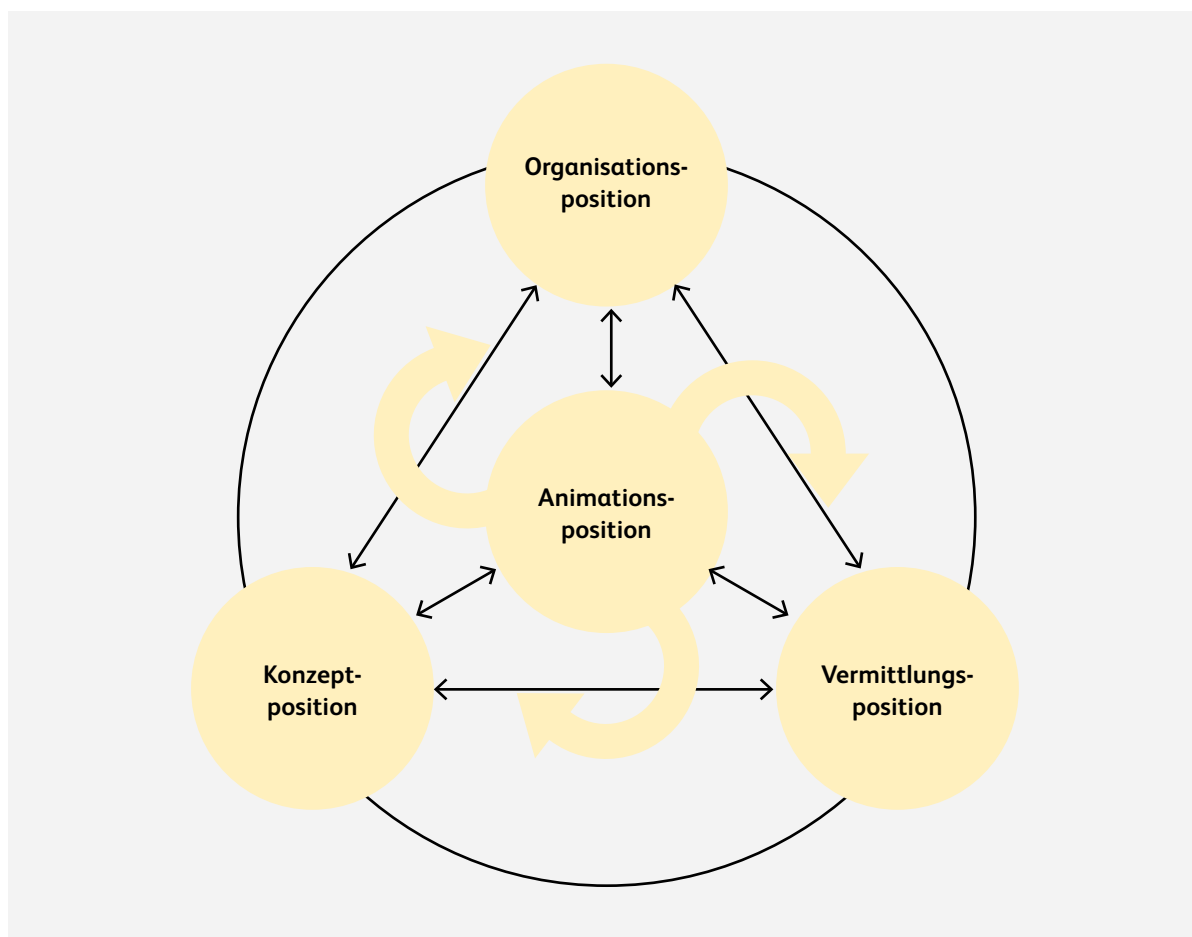 Organisations-
position
Animations-
position
Konzept-
position
Vermittlungs-
position